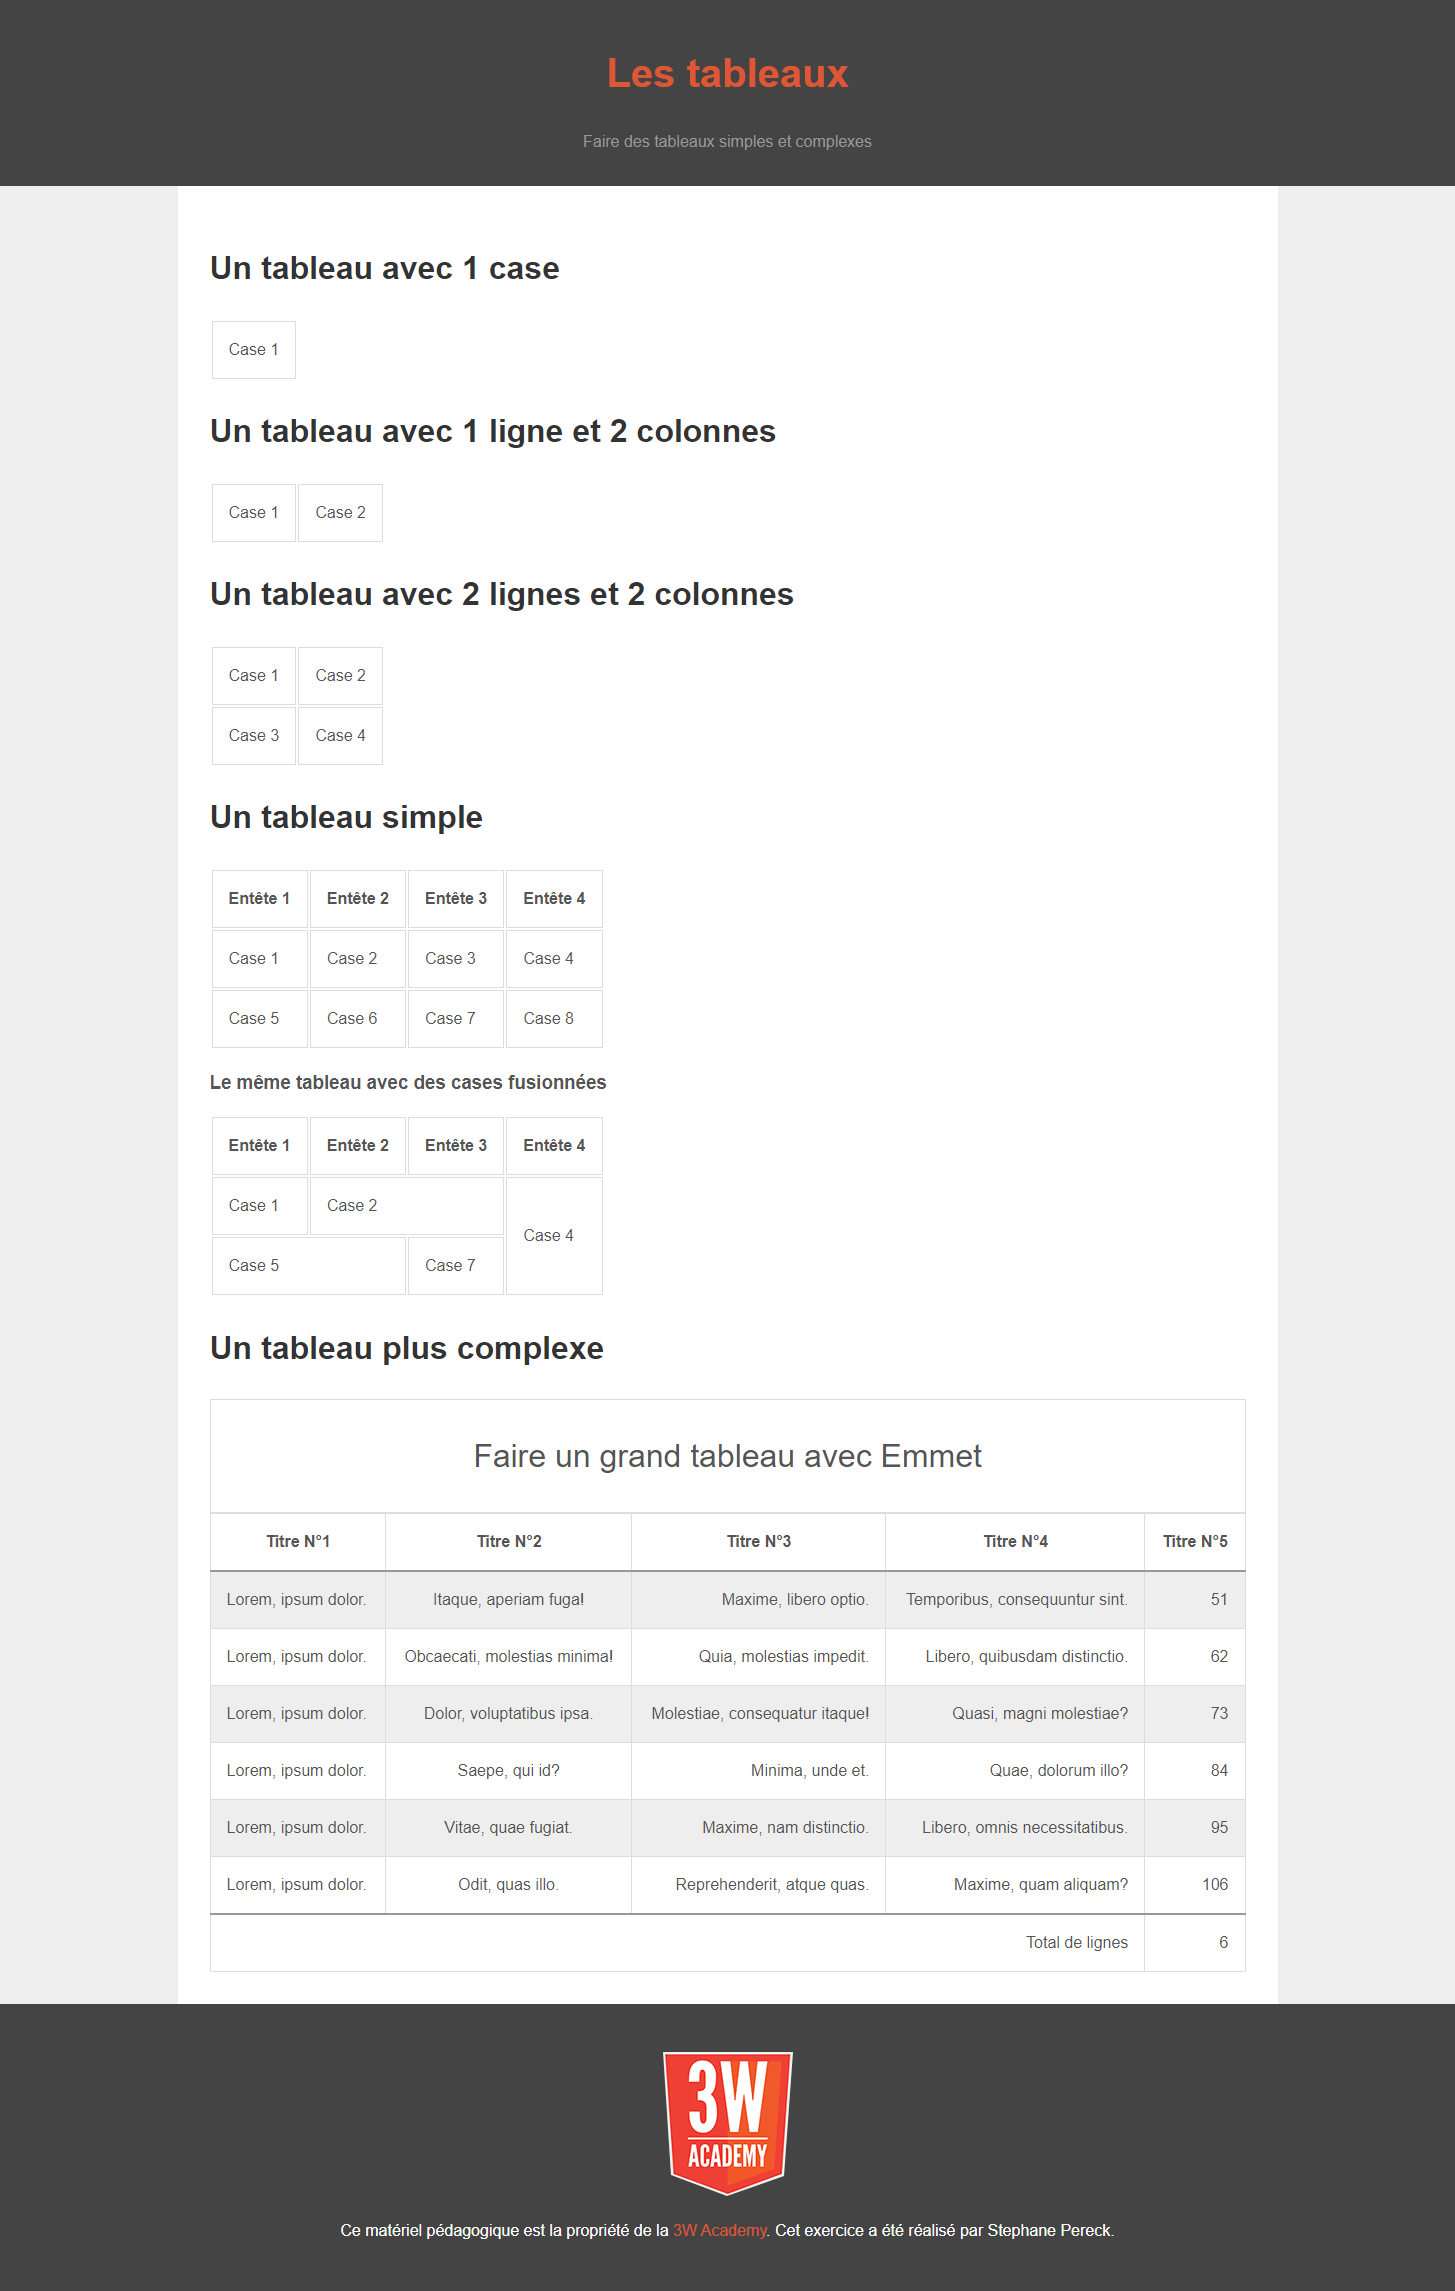 Les tableaux
Faire des tableaux simples et complexes
Un tableau avec 1 case
Case 1
Un tableau avec 1 ligne et 2 colonnes
Case 1 Case 2
Un tableau avec 2 lignes et 2 colonnes
Case 1 Case 2
Case 3 Case 4
Un tableau simple
Entête 1 Entête 2 Entête 3 Entête 4
Case 1 Case 2 Case 3 Case 4
Case 5 Case 6 Case 7 Case 8
Le même tableau avec des cases fusionnées
Entête 1 Entête 2 Entête 3 Entête 4
Case 1 Case 2
Case 4
Case 5 Case 7
Un tableau plus complexe
Faire un grand tableau avec Emmet
Titre N°1 Titre N°2 Titre N°3 Titre N°4 Titre N°5
Lorem, ipsum dolor. Itaque, aperiam fuga! Maxime, libero optio. Temporibus, consequuntur sint. 51
Lorem, ipsum dolor. Obcaecati, molestias minima! Quia, molestias impedit. Libero, quibusdam distinctio. 62
Lorem, ipsum dolor. Dolor, voluptatibus ipsa. Molestiae, consequatur itaque! Quasi, magni molestiae? 73
Lorem, ipsum dolor. Saepe, qui id? Minima, unde et. Quae, dolorum illo? 84
Lorem, ipsum dolor. Vitae, quae fugiat. Maxime, nam distinctio. Libero, omnis necessitatibus. 95
Lorem, ipsum dolor. Odit, quas illo. Reprehenderit, atque quas. Maxime, quam aliquam? 106
Total de lignes 6
3W
ACADEMY
Ce matériel pédagogique est la propriété de la 3W Academy. Cet exercice a été réalisé par Stephane Pereck.